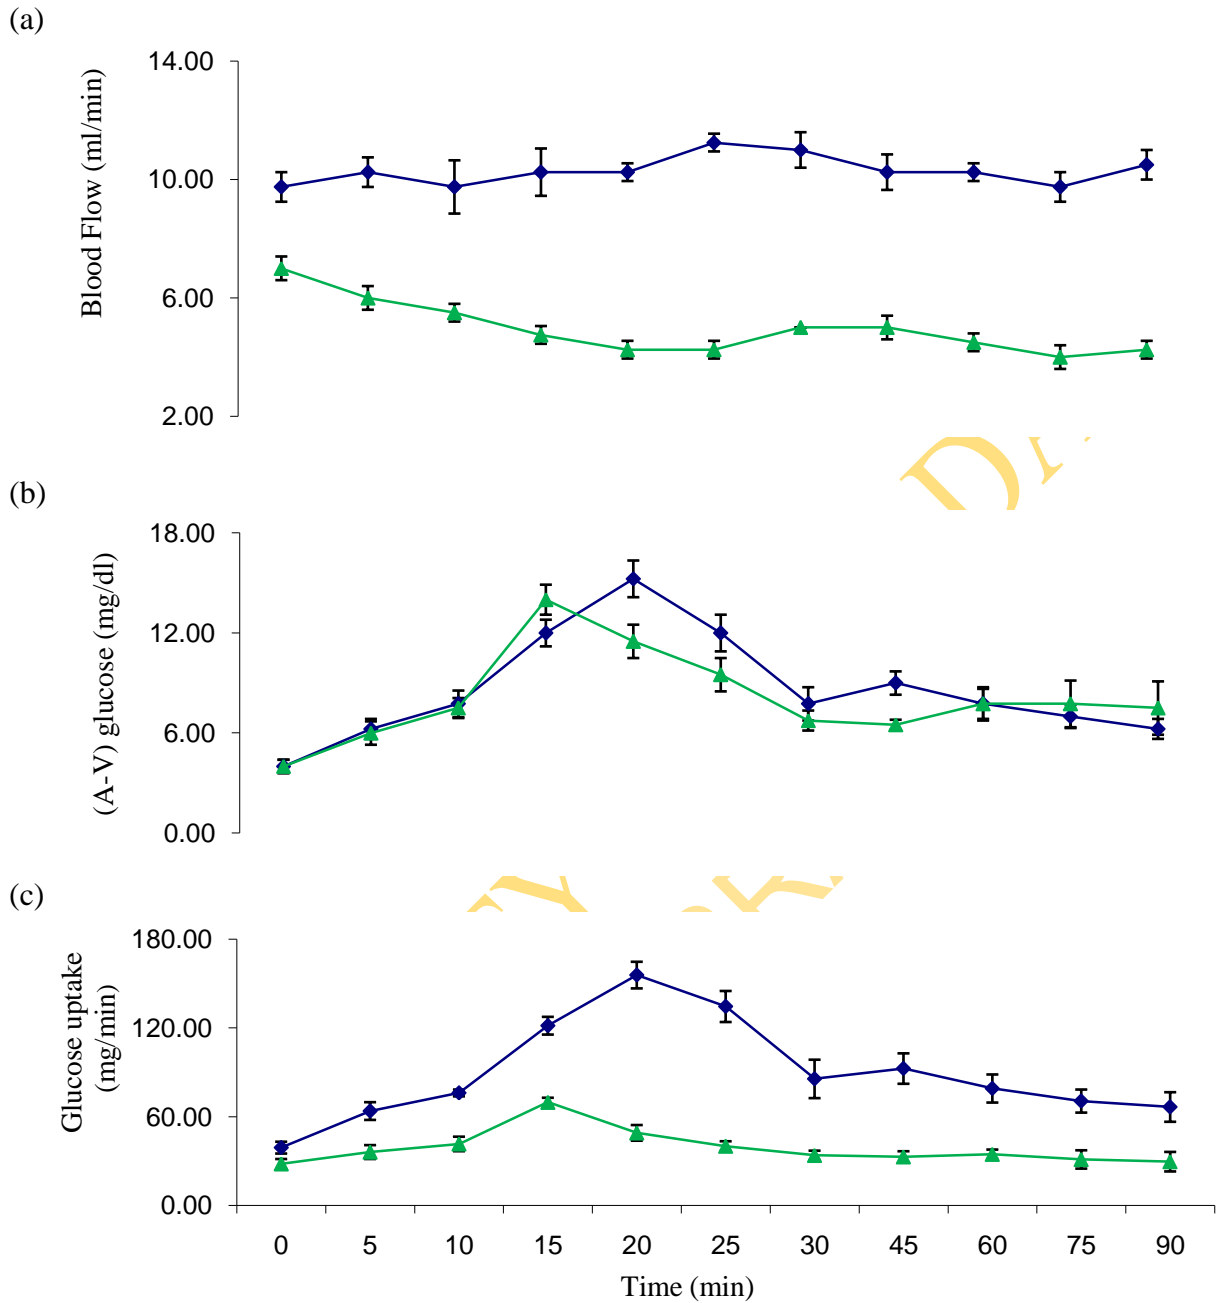 (a)
Blood Flow (ml/min)
14.00
10.00
6.00
2.00
(b)
(A-V) glucose (mg/dl)
18.00
12.00
6.00
0.00
(c)
Glucose uptake
(mg/min)
180.00
120.00
60.00
0.00
0 5 10 15 20 25 30 45 60 75 90
Time (min)